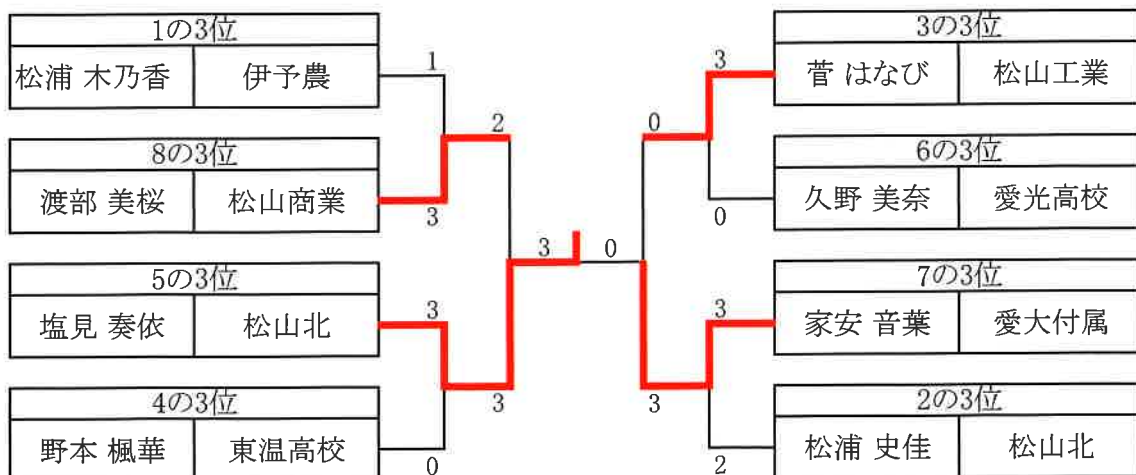 1の3位
松浦 木乃香 伊予農
1
8の3位
渡部 美桜 松山商業
3
2
5の3位
塩見 奏依 松山北
3
4の3位
野本 楓華 東温高校
0
3
3
0
3の3位
菅 はなび 松山工業
3
6の3位
久野 美奈 愛光高校
0
0
7の3位
家安 音葉 愛大付属
3
2の3位
松浦 史佳 松山北
2
3